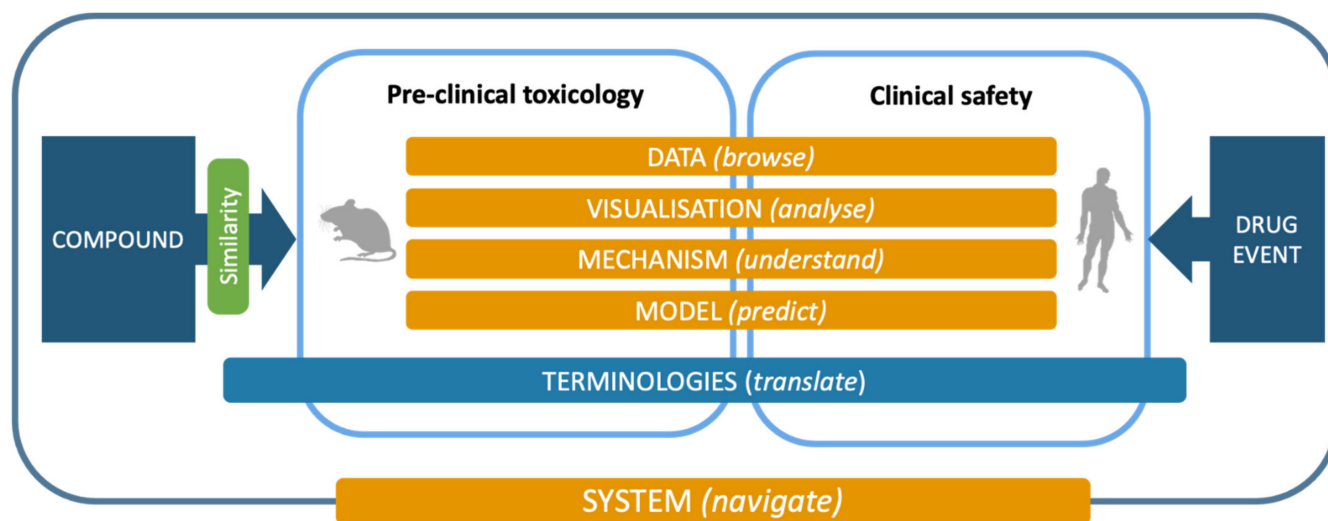 Pre-clinical toxicology
Clinical safety
COMPOUND
Similarity
DATA (browse)
VISUALISATION (analyse)
MECHANISM (understand)
MODEL (predict)
DRUG
EVENT
TERMINOLOGIES (translate)
SYSTEM (navigate)